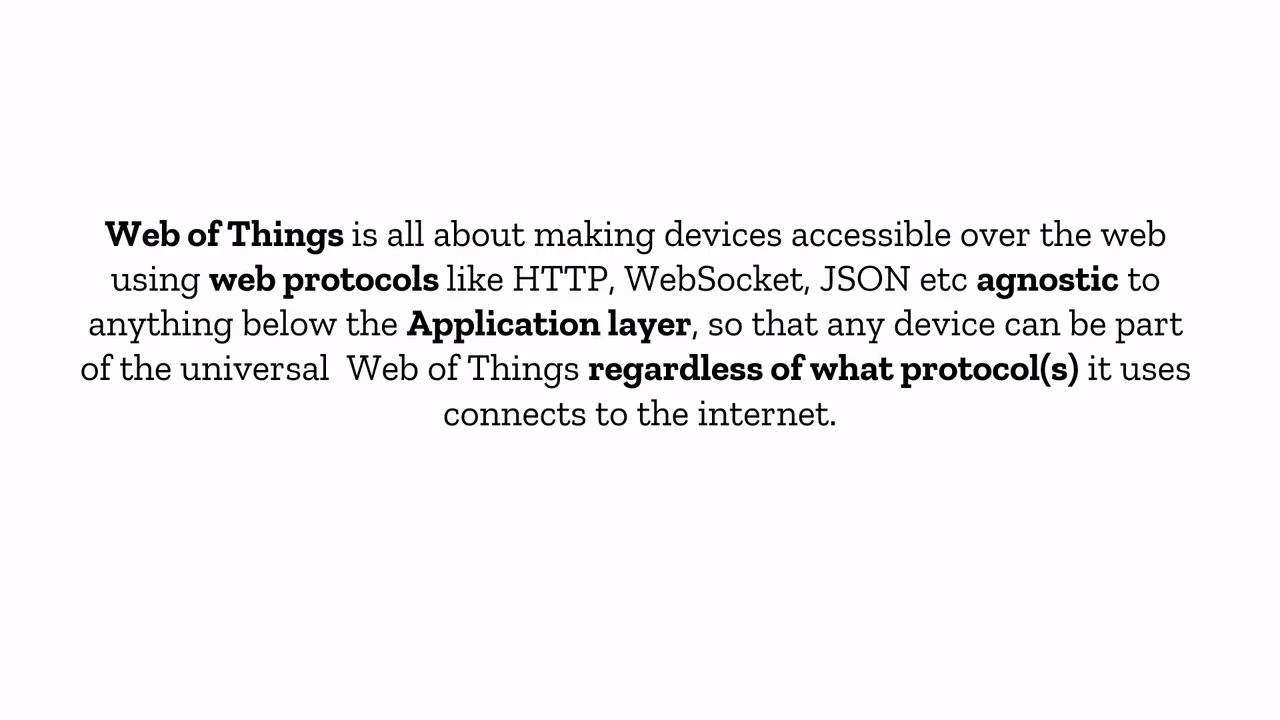 Web of Things is all about making devices accessible over the web
using web protocols like HTTP, WebSocket, JSON etc agnostic to
anything below the Application layer, so that any device can be part
of the universal  Web of Things regardless of what protocol(s) it uses
connects to the internet.